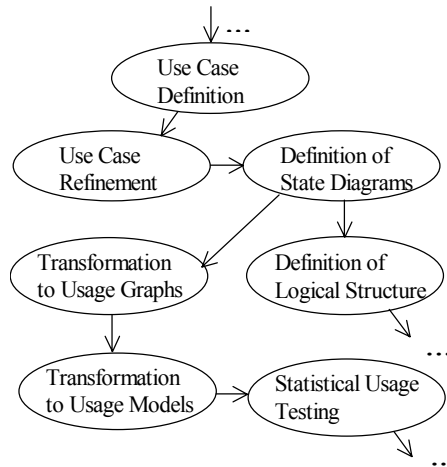 ...
Use Case
Definition
Use Case
Refinement
Definition of
State Diagrams
Transformation
to Usage Graphs
Definition of
Logical Structure
...
Transformation
to Usage Models
Statistical Usage
Testing
...